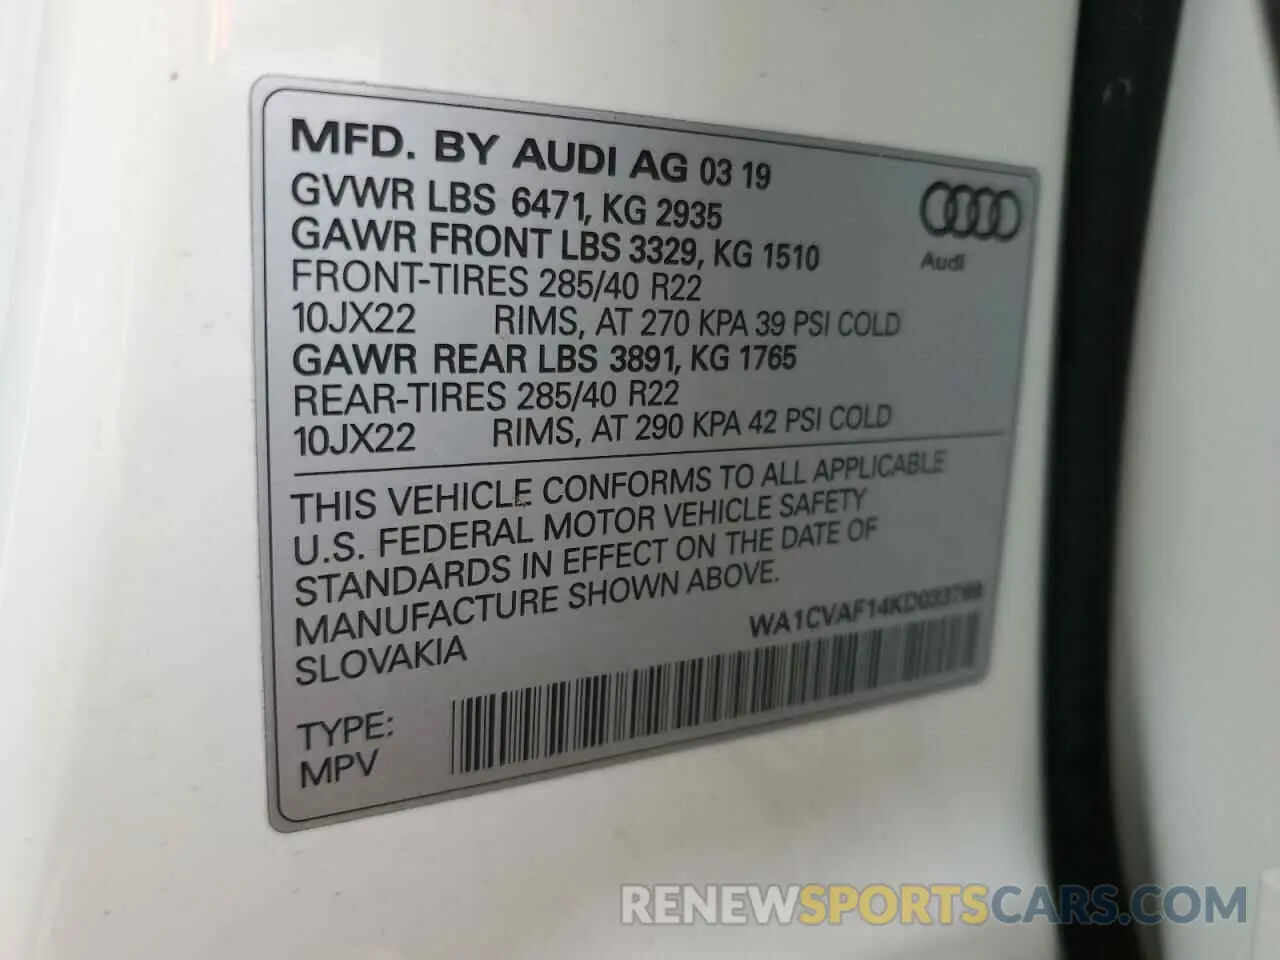 MFD. BY AUDI AG 03 19
GVWR LBS 6471, KG 2935
GAWR FRONT LBS 3329, KG 1510
FRONT-TIRES 285/40 R22
10JX22 RIMS, AT 270 KPA 39 PSI COLD
GAWR REAR LBS 3891, KG 1765
REAR-TIRES 285/40 R22
10JX22 RIMS, AT 290 KPA 42 PSI COLD
Audi
THIS VEHICLE CONFORMS TO ALL APPLICABLE
U.S. FEDERAL MOTOR VEHICLE SAFETY
STANDARDS IN EFFECT ON THE DATE OF
MANUFACTURE SHOWN ABOVE.
SLOVAKIA
TYPE:
MPV
RENEWSPORTSCARS.COM